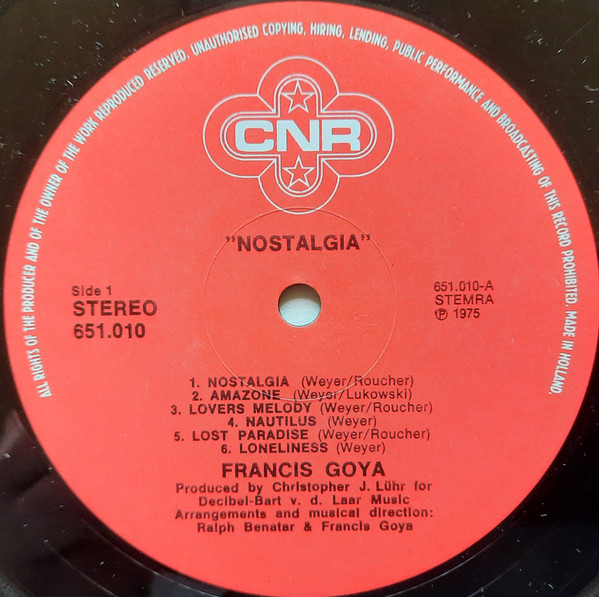 ALL RIGHTS OF THE PRODUCER AND OF THE OWNER OF THE WORK REPRODUCED RESERVED. UNAUTHORISED COPYING, HIRING, LENDING, PUBLIC PERFORMANCE AND BROADCASTING OF THIS RECORD PROHIBITED. MADE IN HOLLAND.
CNR
"NOSTALGIA"
Side 1
STEREO
651.010
651.010-A
STEMRA
℗ 1975
1. NOSTALGIA (Weyer/Roucher)
2. AMAZONE (Weyer/Lukowski)
3. LOVERS MELODY (Weyer/Roucher)
4. NAUTILUS (Weyer)
5. LOST PARADISE (Weyer/Roucher)
6. LONELINESS (Weyer)
FRANCIS GOYA
Produced by Christopher J. Lühr for
Decibel-Bart v. d. Laar Music
Arrangements and musical direction:
Ralph Benatar & Francis Goya